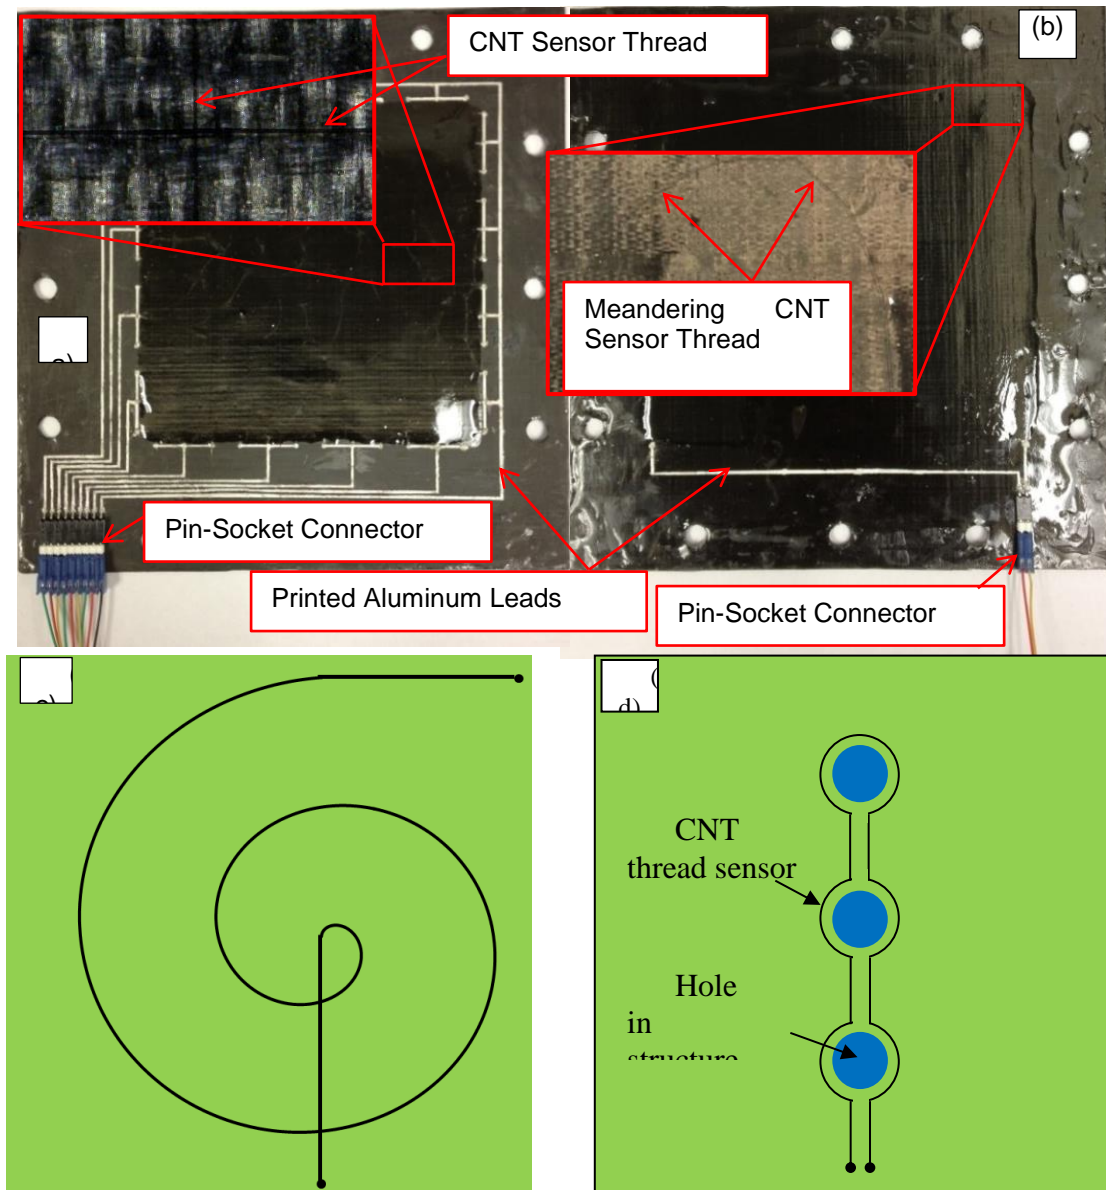 CNT Sensor Thread
(b)
Meandering CNT
Sensor Thread
Pin-Socket Connector
Printed Aluminum Leads
Pin-Socket Connector
(
d)
CNT
thread sensor
Hole
in
structure